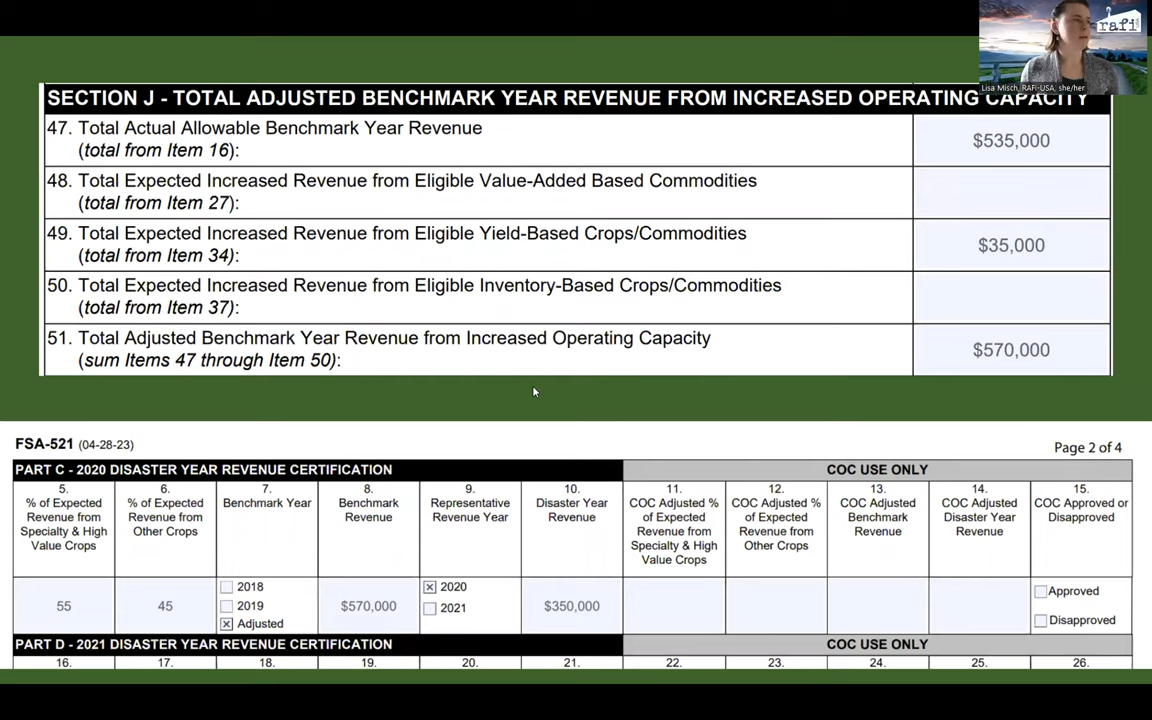 rafi
Lisa Misch, RAFI-USA, she/her
SECTION J - TOTAL ADJUSTED BENCHMARK YEAR REVENUE FROM INCREASED OPERATING CAPACITY
47. Total Actual Allowable Benchmark Year Revenue
(total from Item 16):
$535,000
48. Total Expected Increased Revenue from Eligible Value-Added Based Commodities
(total from Item 27):
49. Total Expected Increased Revenue from Eligible Yield-Based Crops/Commodities
(total from Item 34):
$35,000
50. Total Expected Increased Revenue from Eligible Inventory-Based Crops/Commodities
(total from Item 37):
51. Total Adjusted Benchmark Year Revenue from Increased Operating Capacity
(sum Items 47 through Item 50):
$570,000
FSA-521 (04-28-23)
Page 2 of 4
PART C - 2020 DISASTER YEAR REVENUE CERTIFICATION
COC USE ONLY
5.
% of Expected
Revenue from
Specialty & High
Value Crops
6.
% of Expected
Revenue from
Other Crops
7.
Benchmark Year
8.
Benchmark
Revenue
9.
Representative
Revenue Year
10.
Disaster Year
Revenue
11.
COC Adjusted %
of Expected
Revenue from
Specialty & High
Value Crops
12.
COC Adjusted %
of Expected
Revenue from
Other Crops
13.
COC Adjusted
Benchmark
Revenue
14.
COC Adjusted
Disaster Year
Revenue
15.
COC Approved or
Disapproved
55
45
2018
2019
Adjusted
$570,000
2020
2021
$350,000
Approved
Disapproved
PART D - 2021 DISASTER YEAR REVENUE CERTIFICATION
COC USE ONLY
16.
17.
18.
19.
20.
21.
22.
23.
24.
25.
26.